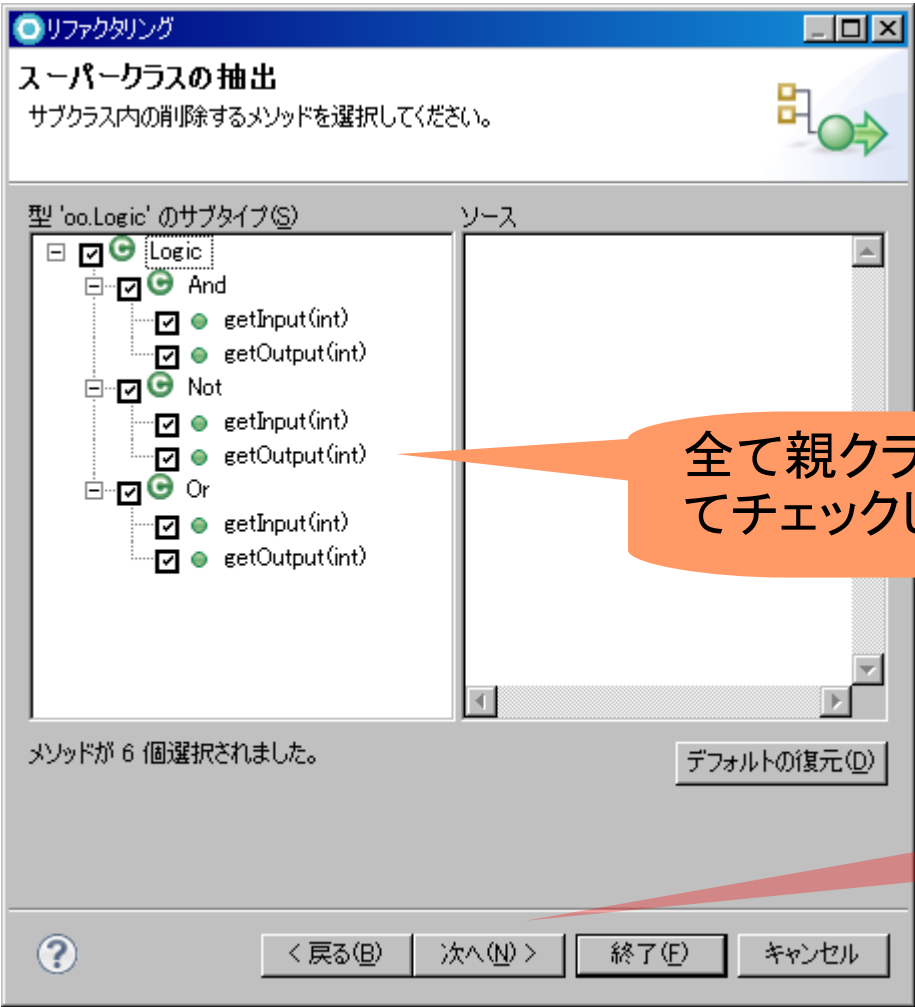 リファクタリング
スーパークラスの抽出
サブクラス内の削除するメソッドを選択してください。
型 'oo.Logic' のサブタイプ(S)
ソース
Logic
And
getInput(int)
getOutput(int)
Not
getInput(int)
getOutput(int)
Or
getInput(int)
getOutput(int)
全て親クラ
てチェックし
メソッドが 6 個選択されました。
デフォルトの復元(D)
< 戻る(B)
次へ(N) >
終了(F)
キャンセル